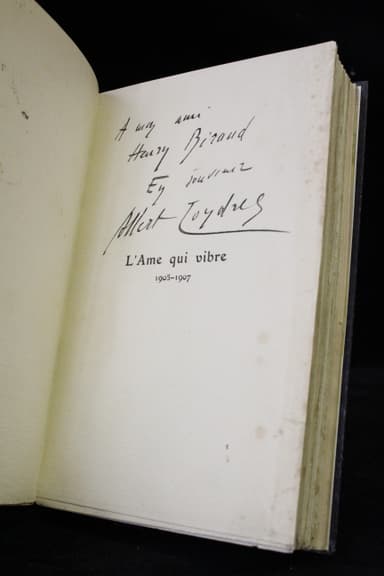 A mon ami
Henry Béraud
En souvenir
Albert Londres
L'Ame qui vibre
1905-1907